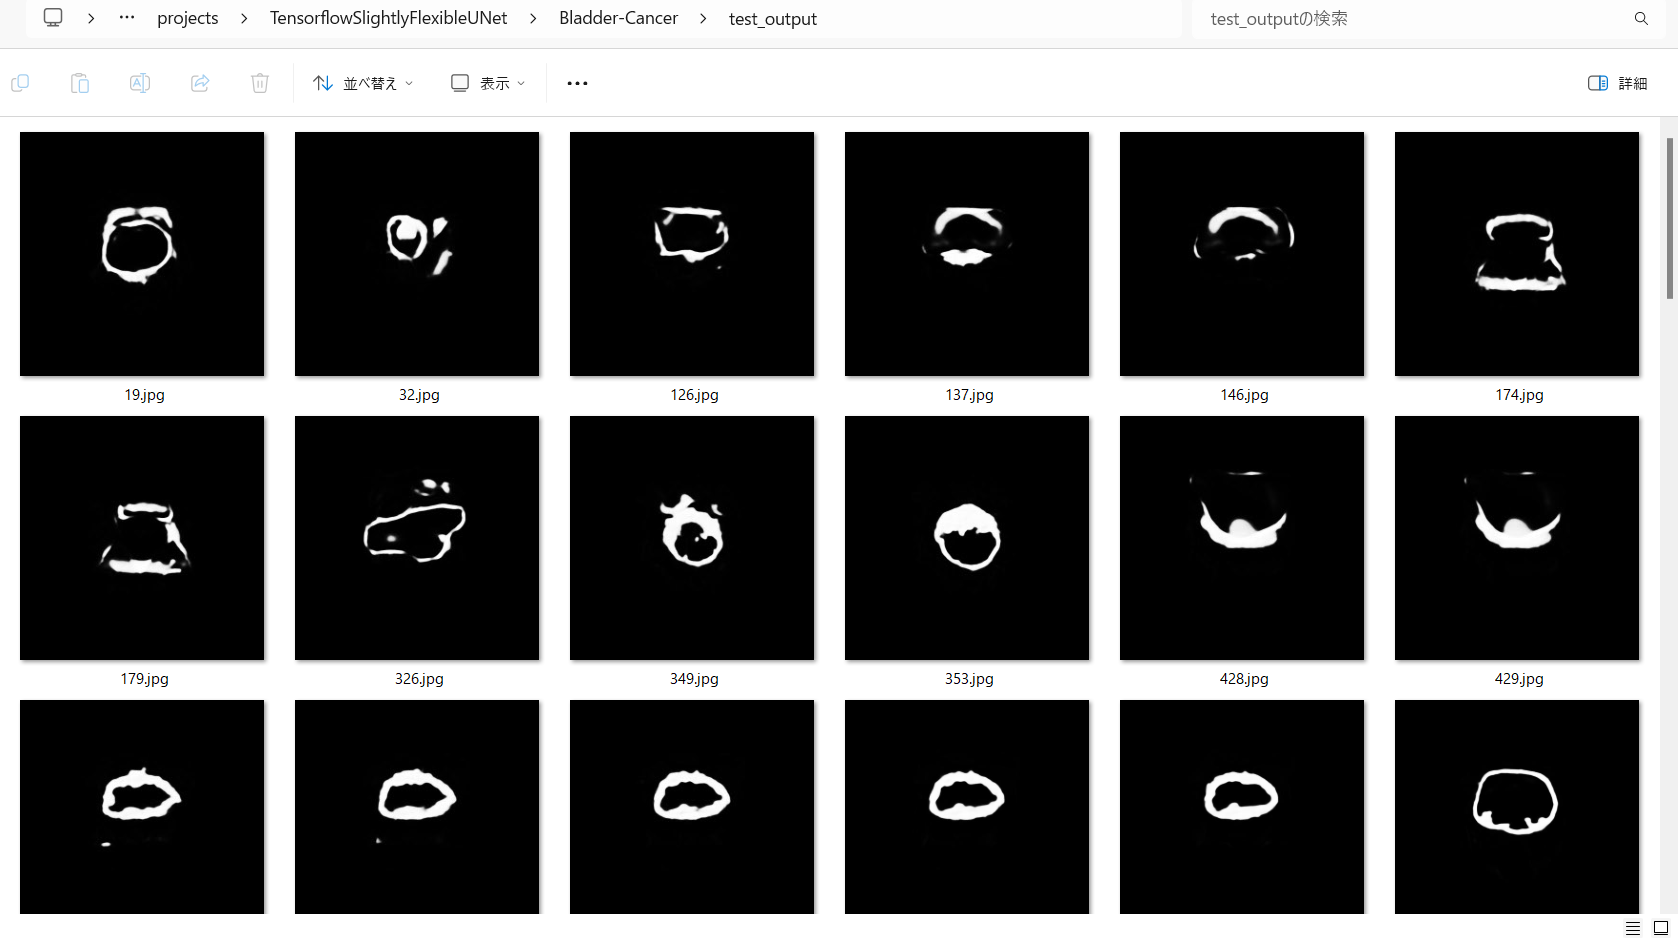 projects > TensorflowSlightlyFlexibleUNet > Bladder-Cancer > test_output
test_outputの検索
並べ替え
表示
詳細
19.jpg
32.jpg
126.jpg
137.jpg
146.jpg
174.jpg
179.jpg
326.jpg
349.jpg
353.jpg
428.jpg
429.jpg